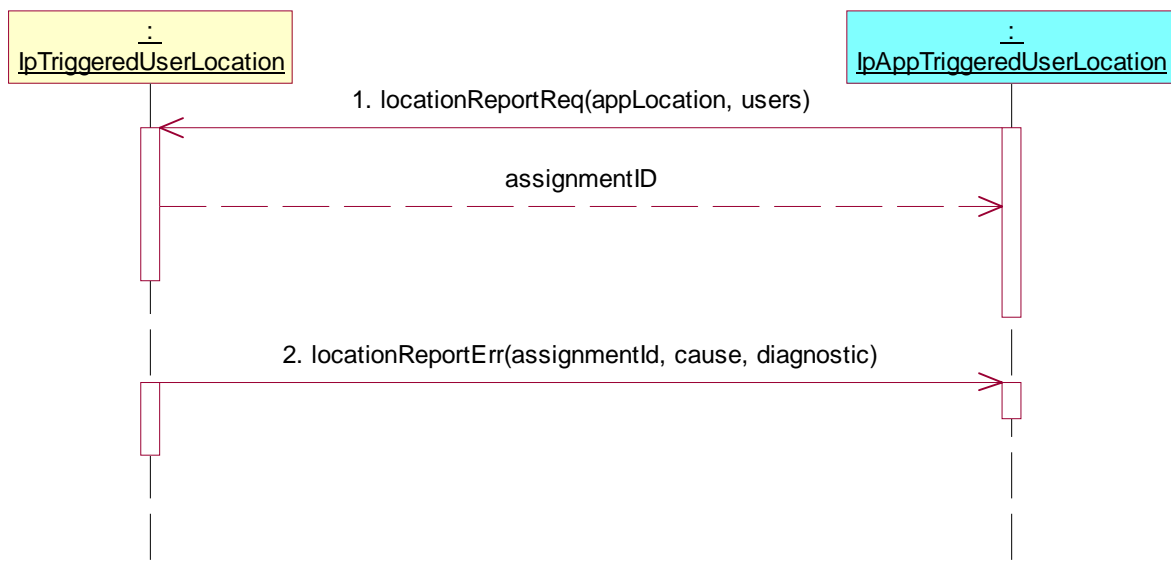 :
IpTriggeredUserLocation
:
IpAppTriggeredUserLocation
1. locationReportReq(appLocation, users)
assignmentID
2. locationReportErr(assignmentId, cause, diagnostic)